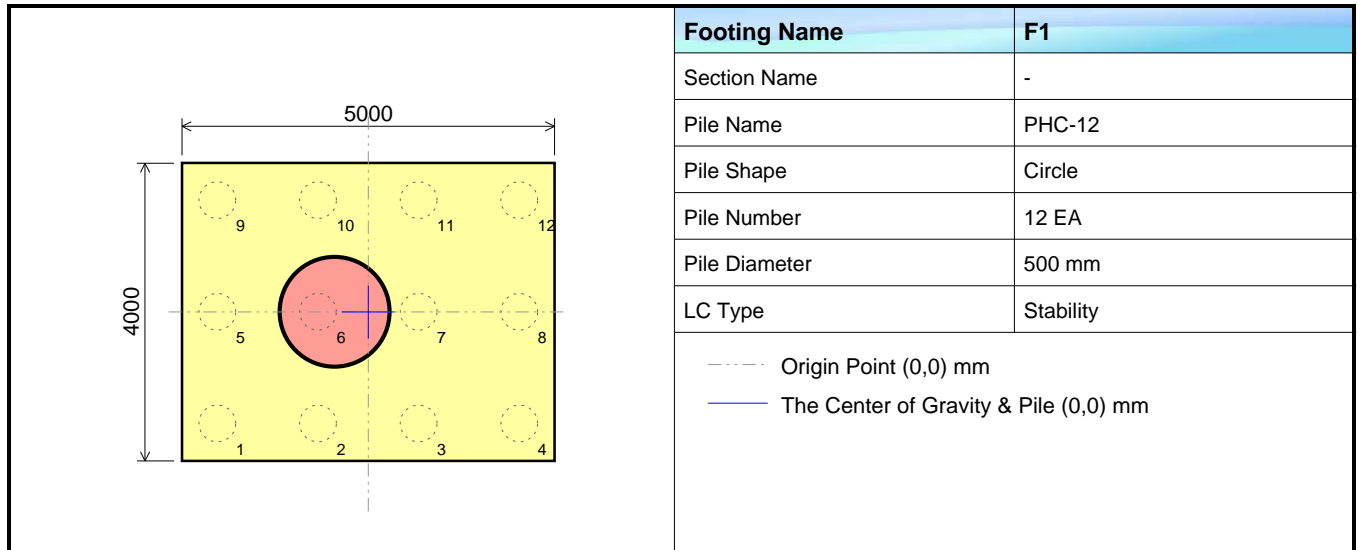 5000
4000
9 10 11 12
5 6 7 8
1 2 3 4
Footing Name F1
Section Name -
Pile Name PHC-12
Pile Shape Circle
Pile Number 12 EA
Pile Diameter 500 mm
LC Type Stability
Origin Point (0,0) mm
The Center of Gravity & Pile (0,0) mm